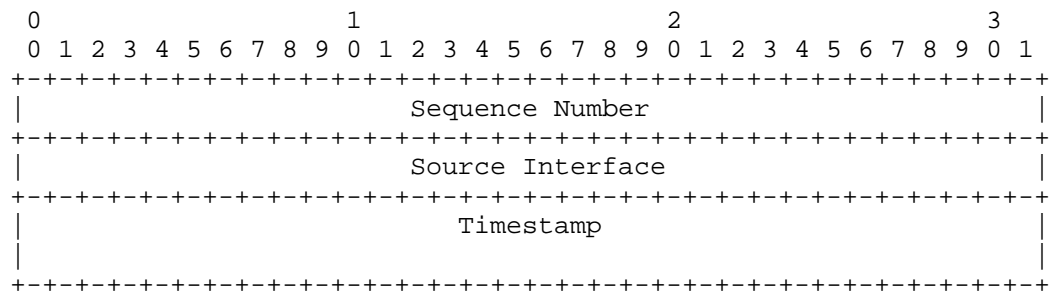 0                   1                   2                   3
 0 1 2 3 4 5 6 7 8 9 0 1 2 3 4 5 6 7 8 9 0 1 2 3 4 5 6 7 8 9 0 1
+-+-+-+-+-+-+-+-+-+-+-+-+-+-+-+-+-+-+-+-+-+-+-+-+-+-+-+-+-+-+-+-+
|                        Sequence Number                        |
+-+-+-+-+-+-+-+-+-+-+-+-+-+-+-+-+-+-+-+-+-+-+-+-+-+-+-+-+-+-+-+-+
|                        Source Interface                       |
+-+-+-+-+-+-+-+-+-+-+-+-+-+-+-+-+-+-+-+-+-+-+-+-+-+-+-+-+-+-+-+-+
|                           Timestamp                           |
|                                                               |
+-+-+-+-+-+-+-+-+-+-+-+-+-+-+-+-+-+-+-+-+-+-+-+-+-+-+-+-+-+-+-+-+